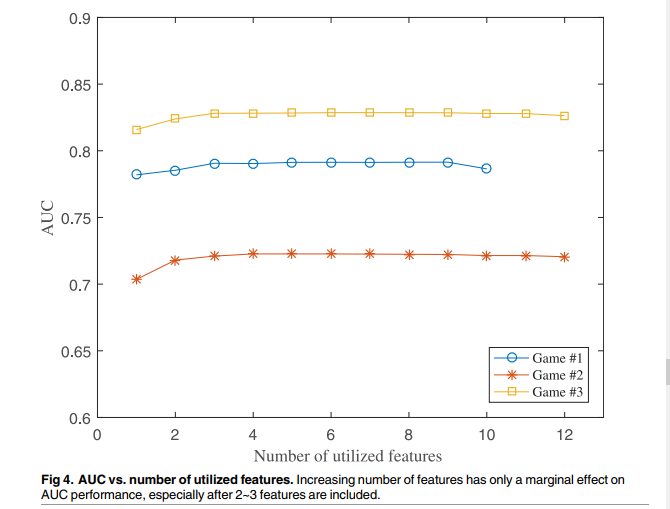 0.9
0.85
0.8
0.75
0.7
0.65
0.6
AUC
0 2 4 6 8 10 12
Number of utilized features
Game #1
Game #2
Game #3
Fig 4. AUC vs. number of utilized features. Increasing number of features has only a marginal effect on
AUC performance, especially after 2~3 features are included.